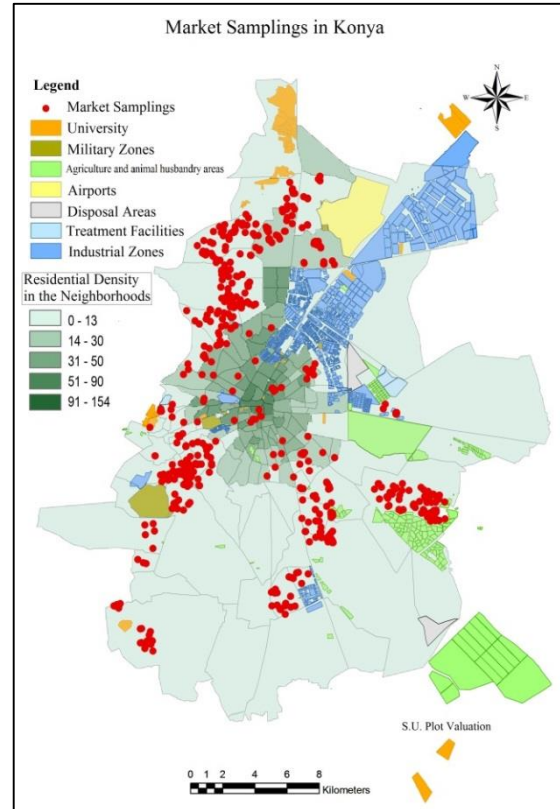 Market Samplings in Konya
N
W
E
S
Legend
Market Samplings
University
Military Zones
Agriculture and animal husbandry areas
Airports
Disposal Areas
Treatment Facilities
Industrial Zones
Residential Density
in the Neighborhoods
0 - 13
14 - 30
31 - 50
51 - 90
91 - 154
S.U. Plot Valuation
0 1 2 4 6 8
Kilometers